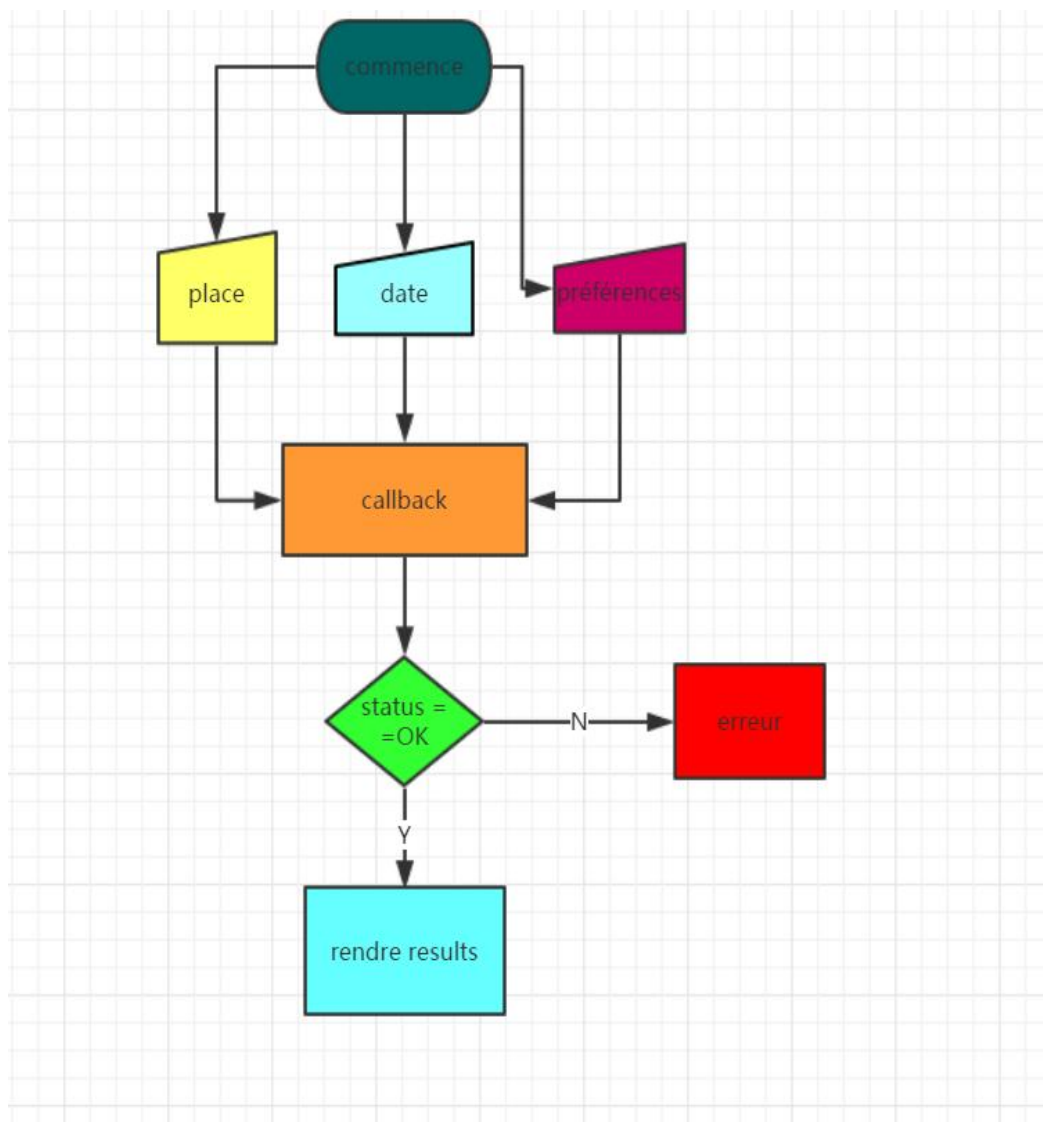 commence
place
date
préférences
callback
status =
=OK
N
erreur
Y
rendre results